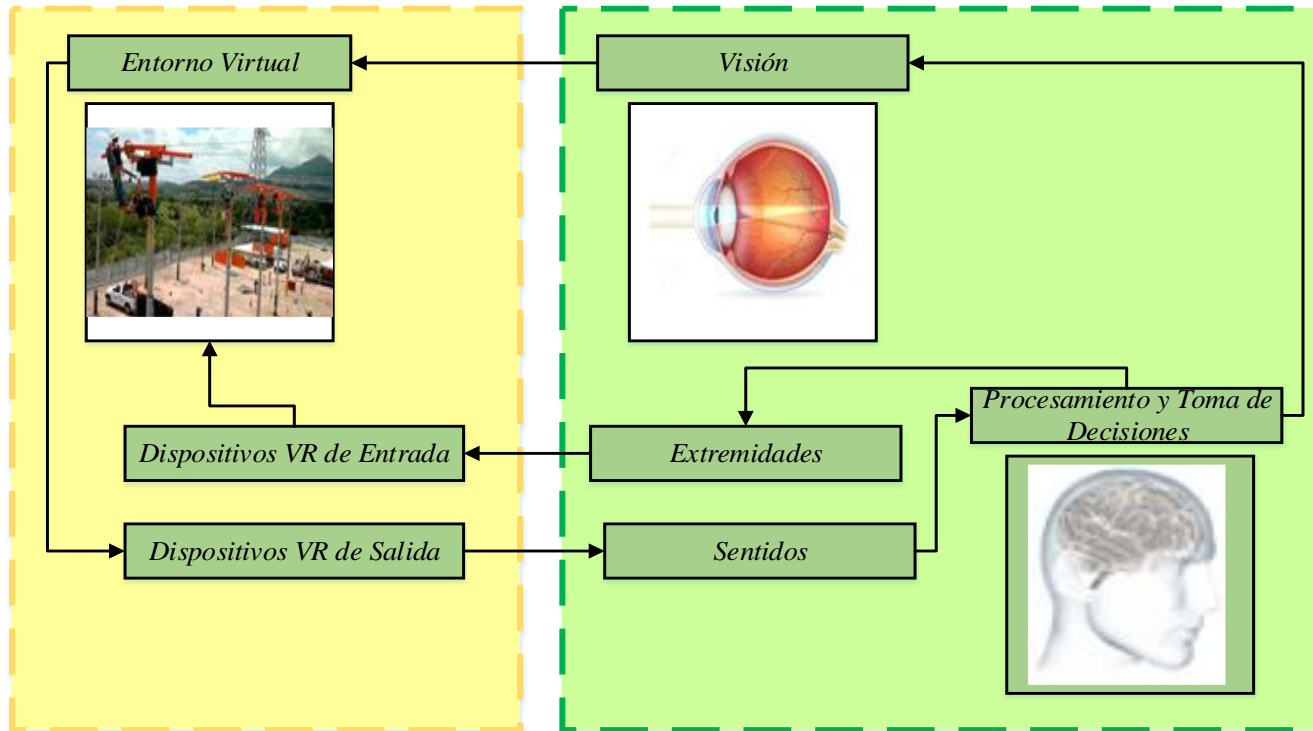 Entorno Virtual
Visión
Procesamiento y Toma de
Decisiones
Dispositivos VR de Entrada
Extremidades
Dispositivos VR de Salida
Sentidos